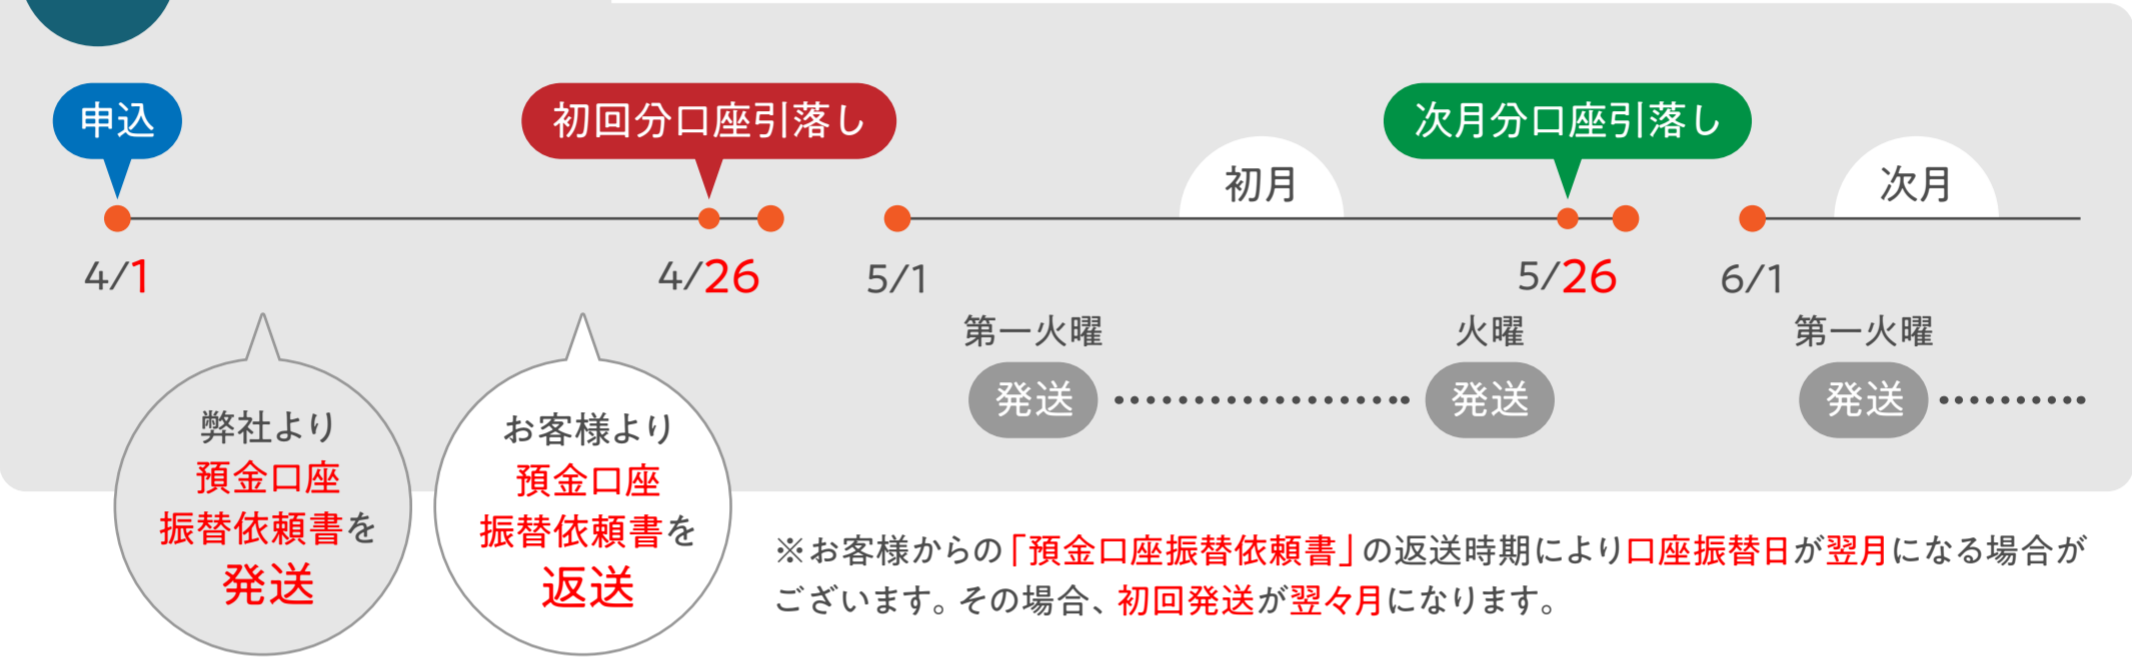 申込
初回分口座引落し
次月分口座引落し
初月
次月
4/1
4/26
5/1
5/26
6/1
第一火曜
火曜
第一火曜
発送
発送
発送
弊社より
預金口座
振替依頼書を
発送
お客様より
預金口座
振替依頼書を
返送
※お客様からの「預金口座振替依頼書」の返送時期により口座振替日が翌月になる場合が
ございます。その場合、初回発送が翌々月になります。